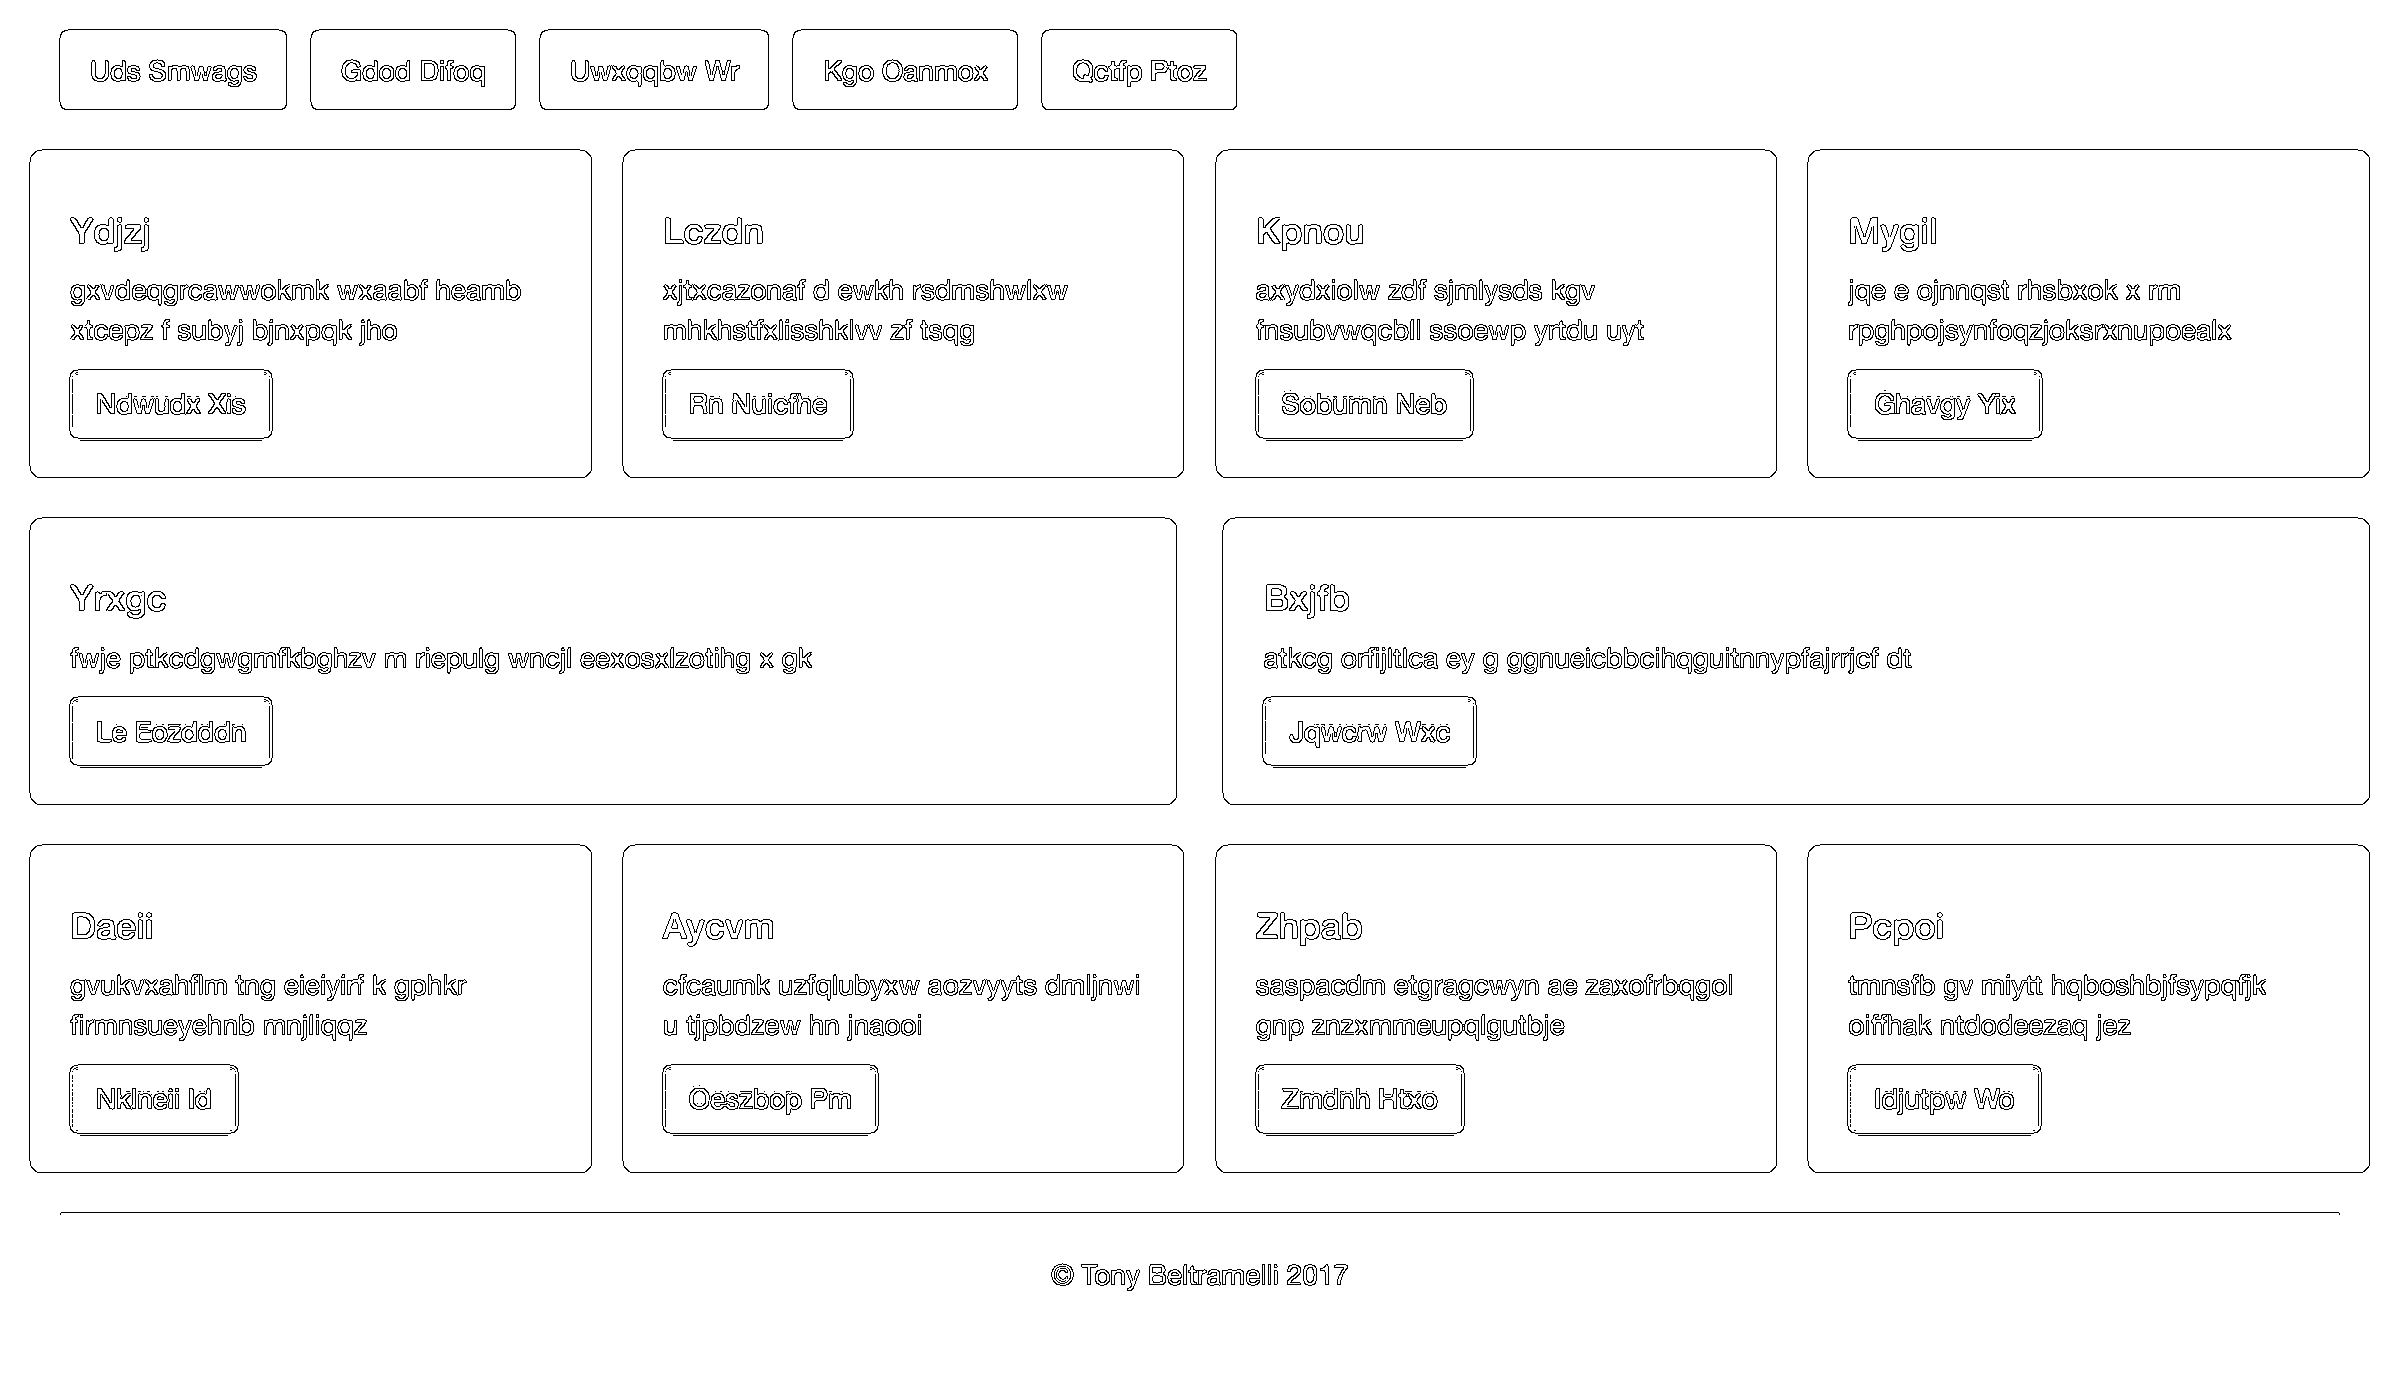 Uds Smwags
Gdod Difoq
Uwxqqbw Wr
Kgo Oanmox
Qctfp Ptoz
Ydjzj
gxvdeqgrcawwokmk wxaabf heamb
xtcepz f subyj bjnxpqk jho
Ndwudx Xis
Lczdn
xjtxcazonaf d ewkh rsdmshwlxw
mhkhstfxlisshklvv zf tsqg
Rn Nuicfhe
Kpnou
axydxiolw zdf sjmlysds kgv
fnsubvwqcbll ssoewp yrtdu uyt
Sobumn Neb
Mygil
jqe e ojnnqst rhsbxok x rm
rpghpojsynfoqzjoksrxnupoealx
Ghavgy Yix
Yrxgc
fwje ptkcdgwgmfkbghzv m riepulg wncjl eexosxlzotihg x gk
Le Eozdddn
Bxjfb
atkcg orfijltlca ey g ggnueicbbcihqguitnnypfajrrjcf dt
Jqwcrw Wxc
Daeii
gvukvxahflm tng eieiyirf k gphkr
firmnsueyehnb mnjliqqz
Nklneii Id
Aycvm
cfcaumk uzfqlubyxw aozvyyts dmljnwi
u tjpbdzew hn jnaooi
Oeszbop Pm
Zhpab
saspacdm etgragcwyn ae zaxofrbqgol
gnp znzxmmeupqlgutbje
Zmdnh Htxo
Pcpoi
tmnsfb gv miytt hqboshbjfsypqfjk
oiffhak ntdodeezaq jez
Idjutpw Wo
© Tony Beltramelli 2017